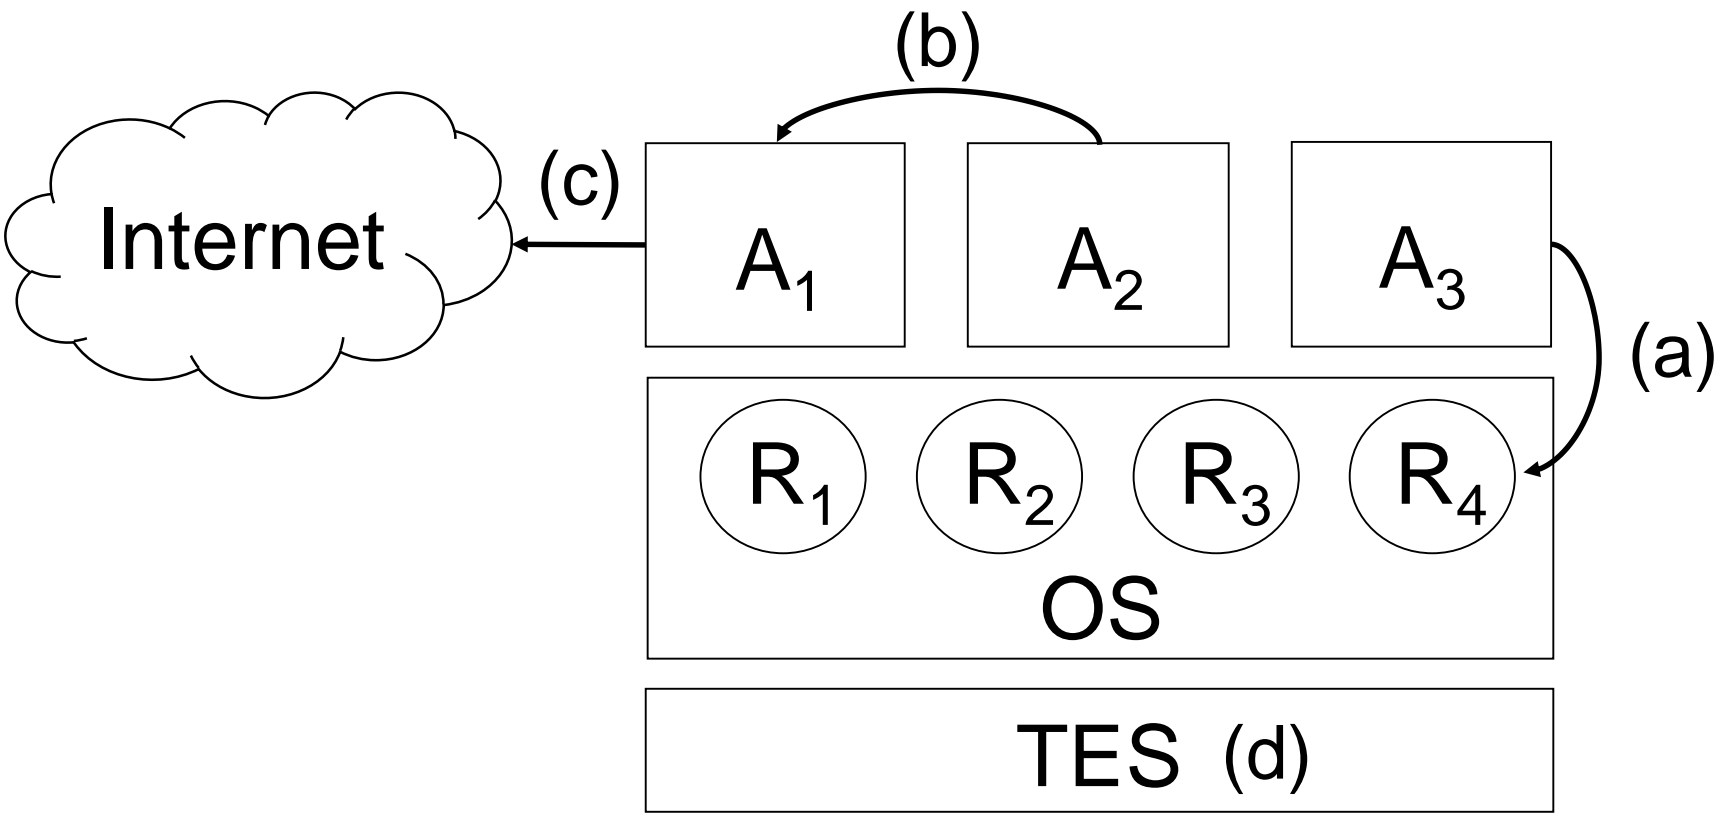 (b)
(c)
Internet
A1
A2
A3
(a)
R1
R2
R3
R4
OS
TES (d)